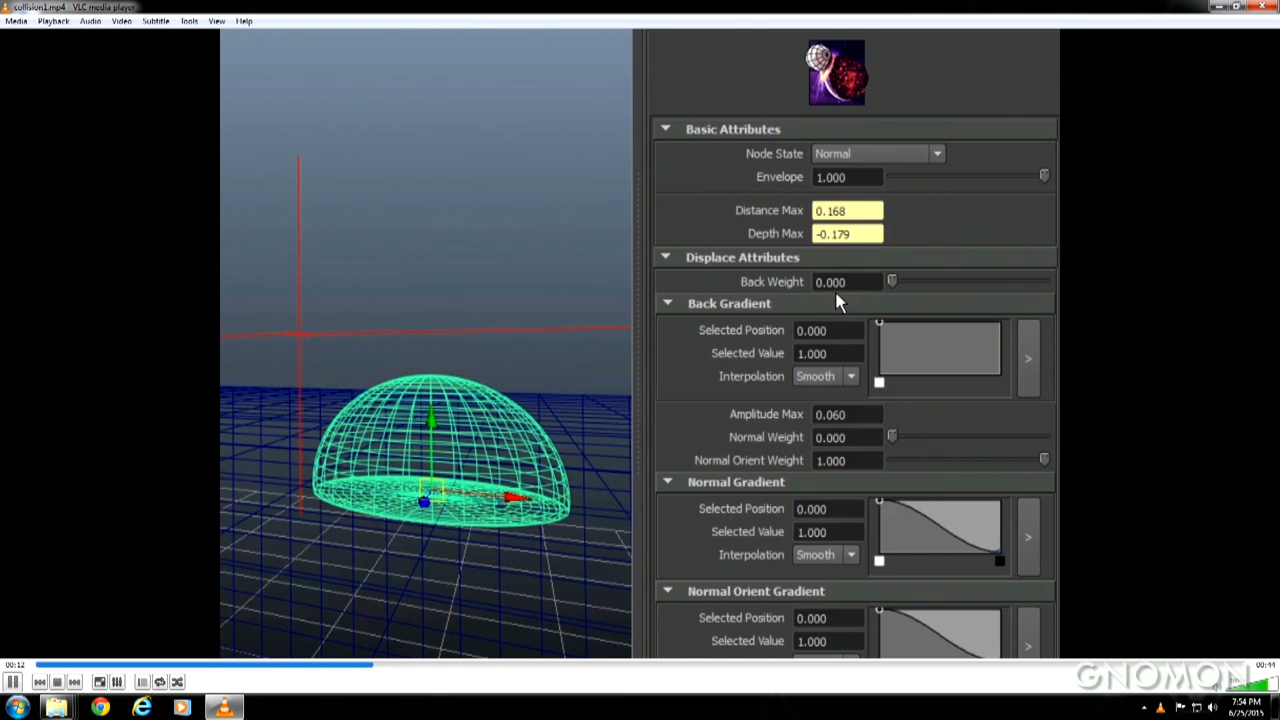 collision1.mp4 - VLC media player
Media Playback Audio Video Subtitle Tools View Help
Basic Attributes
Node State Normal
Envelope 1.000
Distance Max 0.168
Depth Max -0.179
Displace Attributes
Back Weight 0.000
Back Gradient
Selected Position 0.000
Selected Value 1.000
Interpolation Smooth
>
Amplitude Max 0.060
Normal Weight 0.000
Normal Orient Weight 1.000
Normal Gradient
Selected Position 0.000
Selected Value 1.000
Interpolation Smooth
>
Normal Orient Gradient
Selected Position 0.000
Selected Value 1.000
>
00:12 00:44
GNOMON
7:54 PM
6/25/2015